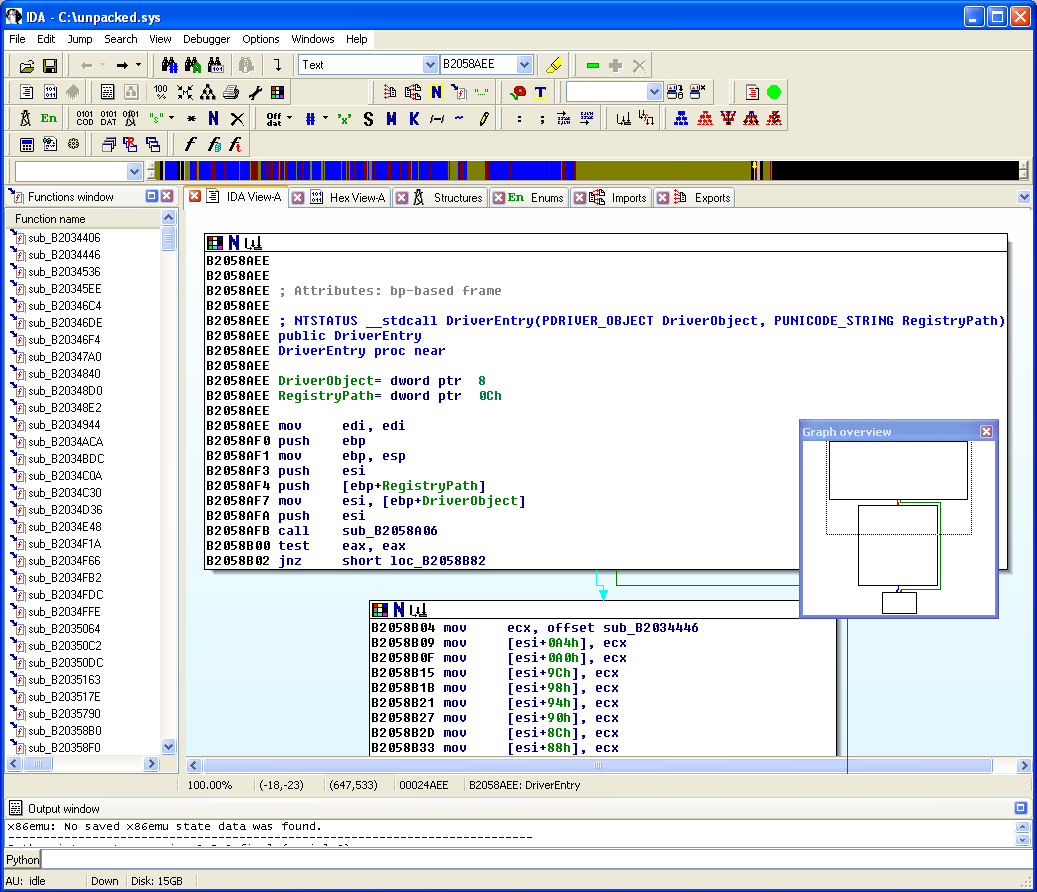 IDA - C:\unpacked.sys
File Edit Jump Search View Debugger Options Windows Help
Text B2058AEE
En
Functions window
IDA View-A Hex View-A Structures En Enums Imports Exports
Function name
sub_B2034406
sub_B2034446
sub_B2034536
sub_B20345EE
sub_B20346C4
sub_B20346DE
sub_B20346F4
sub_B20347A0
sub_B2034840
sub_B20348D0
sub_B20348E2
sub_B2034944
sub_B2034ACA
sub_B2034BDC
sub_B2034C0A
sub_B2034C30
sub_B2034D36
sub_B2034E48
sub_B2034F1A
sub_B2034F66
sub_B2034FB2
sub_B2034FDC
sub_B2034FFE
sub_B2035064
sub_B20350C2
sub_B20350DC
sub_B2035163
sub_B203517E
sub_B2035790
sub_B20358B0
sub_B20358F0
B2058AEE
B2058AEE
B2058AEE ; Attributes: bp-based frame
B2058AEE
B2058AEE ; NTSTATUS __stdcall DriverEntry(PDRIVER_OBJECT DriverObject, PUNICODE_STRING RegistryPath)
B2058AEE public DriverEntry
B2058AEE DriverEntry proc near
B2058AEE
B2058AEE DriverObject= dword ptr 8
B2058AEE RegistryPath= dword ptr 0Ch
B2058AEE
B2058AEE mov edi, edi
B2058AF0 push ebp
B2058AF1 mov ebp, esp
B2058AF3 push esi
B2058AF4 push [ebp+RegistryPath]
B2058AF7 mov esi, [ebp+DriverObject]
B2058AFA push esi
B2058AFB call sub_B2058A06
B2058B00 test eax, eax
B2058B02 jnz short loc_B2058B82
Graph overview
B2058B04 mov ecx, offset sub_B2034446
B2058B09 mov [esi+0A4h], ecx
B2058B0F mov [esi+0A0h], ecx
B2058B15 mov [esi+9Ch], ecx
B2058B1B mov [esi+98h], ecx
B2058B21 mov [esi+94h], ecx
B2058B27 mov [esi+90h], ecx
B2058B2D mov [esi+8Ch], ecx
B2058B33 mov [esi+88h], ecx
100.00% (-18,-23) (647,533) 00024AEE B2058AEE: DriverEntry
Output window
x86emu: No saved x86emu state data was found.
Python
AU: idle Down Disk: 15GB